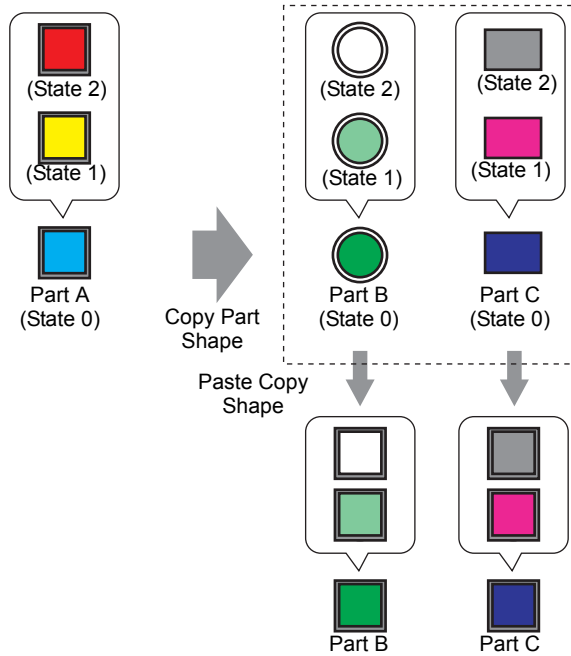 (State 2)
(State 1)
Part A
(State 0)
Copy Part
Shape
(State 2)
(State 1)
Part B
(State 0)
(State 2)
(State 1)
Part C
(State 0)
Paste Copy
Shape
Part B
Part C